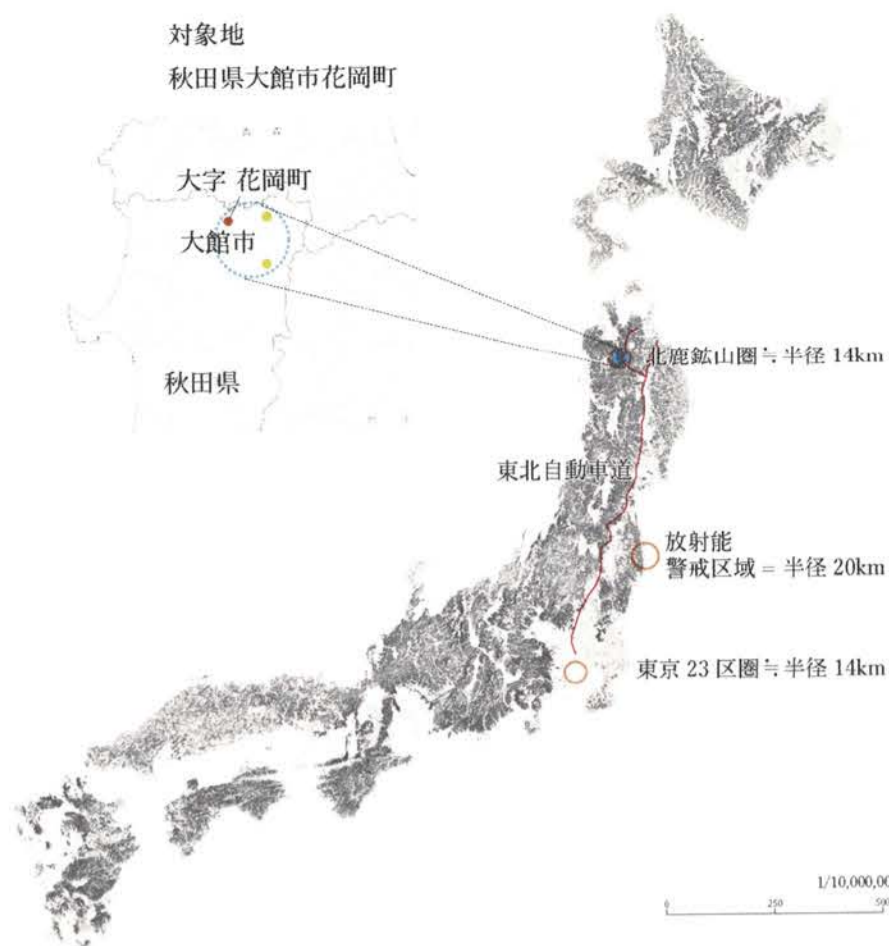 対象地
秋田県大館市花岡町
大字 花岡町
大館市
秋田県
北鹿鉱山圏≒半径 14km
東北自動車道
放射能
警戒区域 = 半径 20km
東京 23 区圏≒半径 14km
1/10,000,00
0 250 500